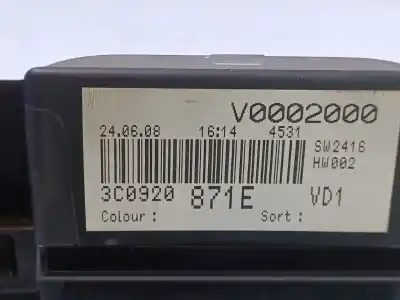 V0002000
24.06.08 16:14 4531
SW2416
HW002
3C0920 871E VD1
Colour : Sort :